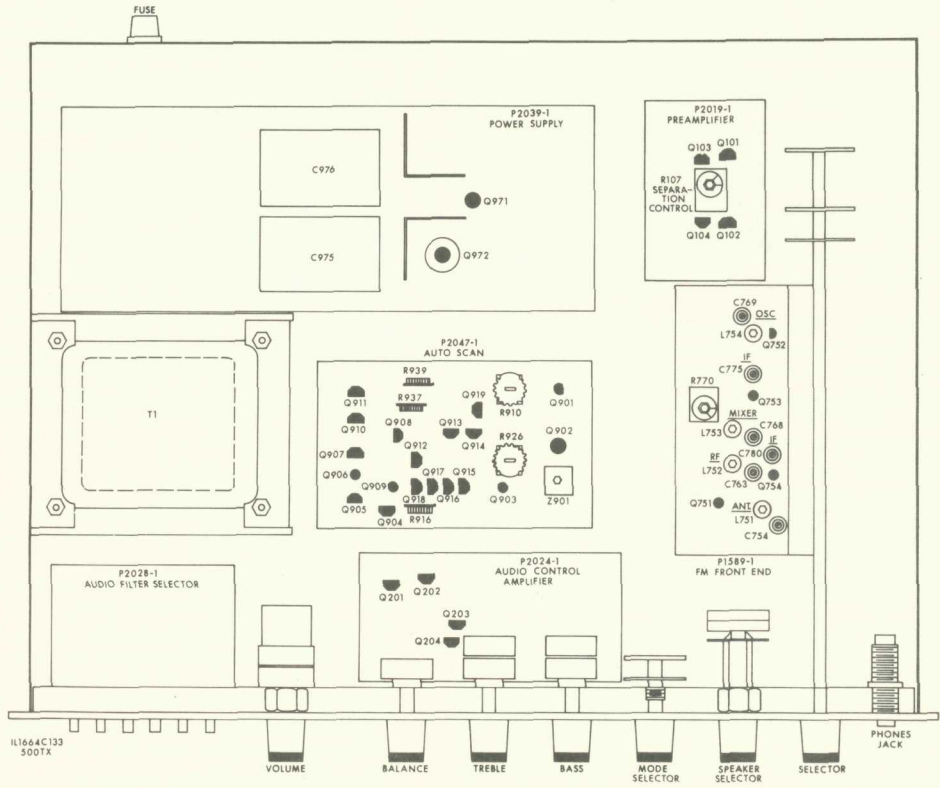 FUSE
P2039-1
POWER SUPPLY
C976
C975
Q971
Q972
P2019-1
PREAMPLIFIER
Q103
Q101
R107
SEPARA-
TION
CONTROL
Q104
Q102
C769
OSC
L754
Q752
IF
C775
R770
Q753
MIXER
L753
C768
C780
IF
RF
L752
C763
Q754
Q751
ANT.
L751
C754
P1589-1
FM FRONT END
T1
P2047-1
AUTO SCAN
R939
Q911
R937
Q919
R910
Q901
Q910
Q908
Q913
Q914
R926
Q902
Q907
Q912
Q906
Q909
Q917
Q915
Q918
Q916
Q903
Z901
Q905
Q904
R916
P2028-1
AUDIO FILTER SELECTOR
P2024-1
AUDIO CONTROL
AMPLIFIER
Q201
Q202
Q203
Q204
IL1664C133
500TX
VOLUME
BALANCE
TREBLE
BASS
MODE
SELECTOR
SPEAKER
SELECTOR
SELECTOR
PHONES
JACK